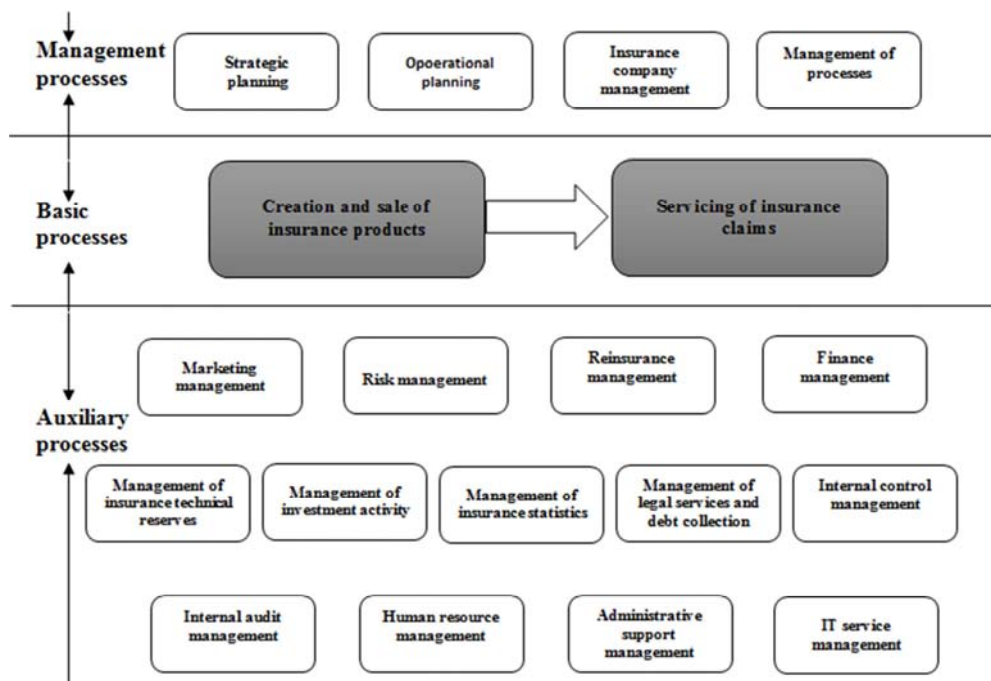 Management
processes
Strategic
planning
Opoerational
planning
Insurance
company
management
Management of
processes
Basic
processes
Creation and sale of
insurance products
Servicing of insurance
claims
Auxiliary
processes
Marketing
management
Risk management
Reinsurance
management
Finance
management
Management of
insurance technical
reserves
Management of
investment activity
Management of
insurance statistics
Management of
legal services and
debt collection
Internal control
management
Internal audit
management
Human resource
management
Administrative
support
management
IT service
management